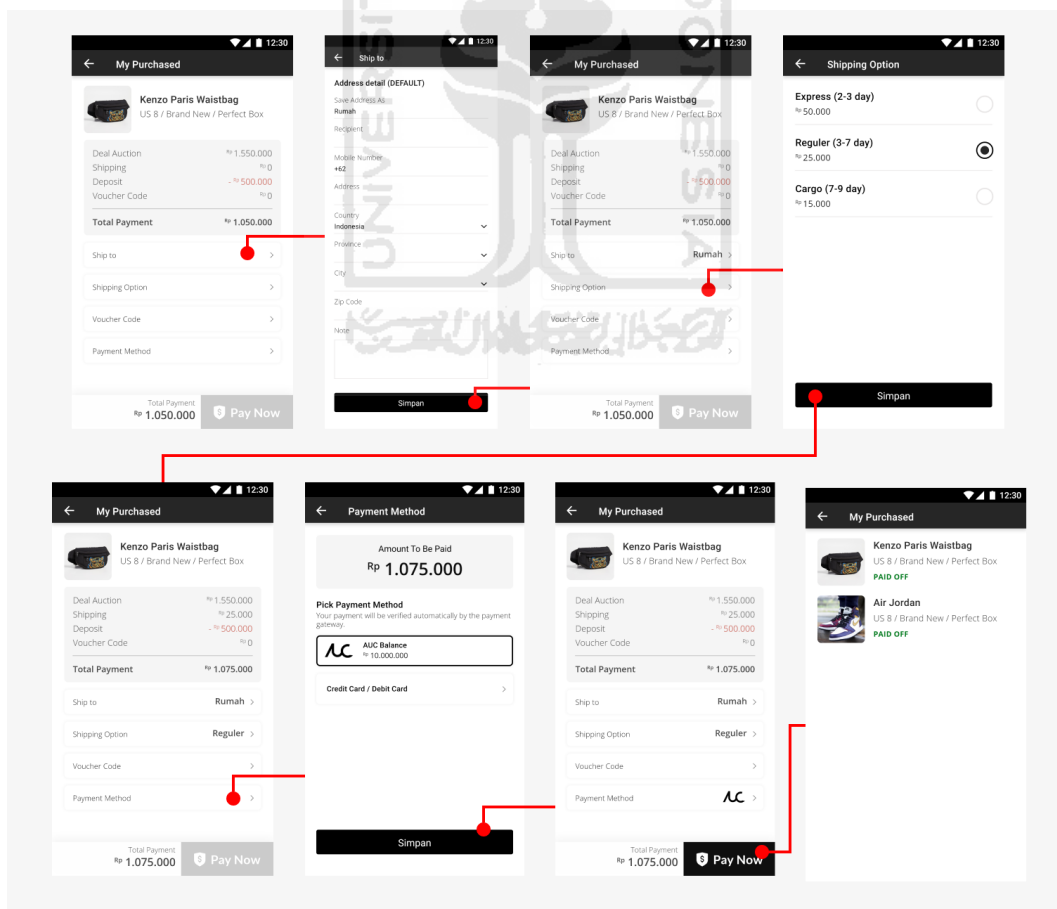 12:30
My Purchased
Kenzo Paris Waistbag
US 8 / Brand New / Perfect Box
Deal Auction Rp 1.550.000
Shipping Rp 0
Deposit - Rp 500.000
Voucher Code Rp 0
Total Payment Rp 1.050.000
Ship to
Shipping Option
Voucher Code
Payment Method
Total Payment
Rp 1.050.000
Pay Now
12:30
Ship to
Address detail (DEFAULT)
Save Address As
Rumah
Recipient
Mobile Number
+62
Address
Country
Indonesia
Province
City
Zip Code
Note
Simpan
12:30
My Purchased
Kenzo Paris Waistbag
US 8 / Brand New / Perfect Box
Deal Auction Rp 1.550.000
Shipping Rp 0
Deposit - Rp 500.000
Voucher Code Rp 0
Total Payment Rp 1.050.000
Ship to Rumah
Shipping Option
Voucher Code
Payment Method
Total Payment
Rp 1.050.000
Pay Now
12:30
Shipping Option
Express (2-3 day)
Rp 50.000
Reguler (3-7 day)
Rp 25.000
Cargo (7-9 day)
Rp 15.000
Simpan
12:30
My Purchased
Kenzo Paris Waistbag
US 8 / Brand New / Perfect Box
Deal Auction Rp 1.550.000
Shipping Rp 25.000
Deposit - Rp 500.000
Voucher Code Rp 0
Total Payment Rp 1.075.000
Ship to Rumah
Shipping Option Reguler
Voucher Code
Payment Method
Total Payment
Rp 1.075.000
Pay Now
12:30
Payment Method
Amount To Be Paid
Rp 1.075.000
Pick Payment Method
Your payment will be verified automatically by the payment
gateway.
AUC Balance
Rp 10.000.000
Credit Card / Debit Card
Simpan
12:30
My Purchased
Kenzo Paris Waistbag
US 8 / Brand New / Perfect Box
Deal Auction Rp 1.550.000
Shipping Rp 25.000
Deposit - Rp 500.000
Voucher Code Rp 0
Total Payment Rp 1.075.000
Ship to Rumah
Shipping Option Reguler
Voucher Code
Payment Method
Total Payment
Rp 1.075.000
Pay Now
12:30
My Purchased
Kenzo Paris Waistbag
US 8 / Brand New / Perfect Box
PAID OFF
Air Jordan
US 8 / Brand New / Perfect Box
PAID OFF